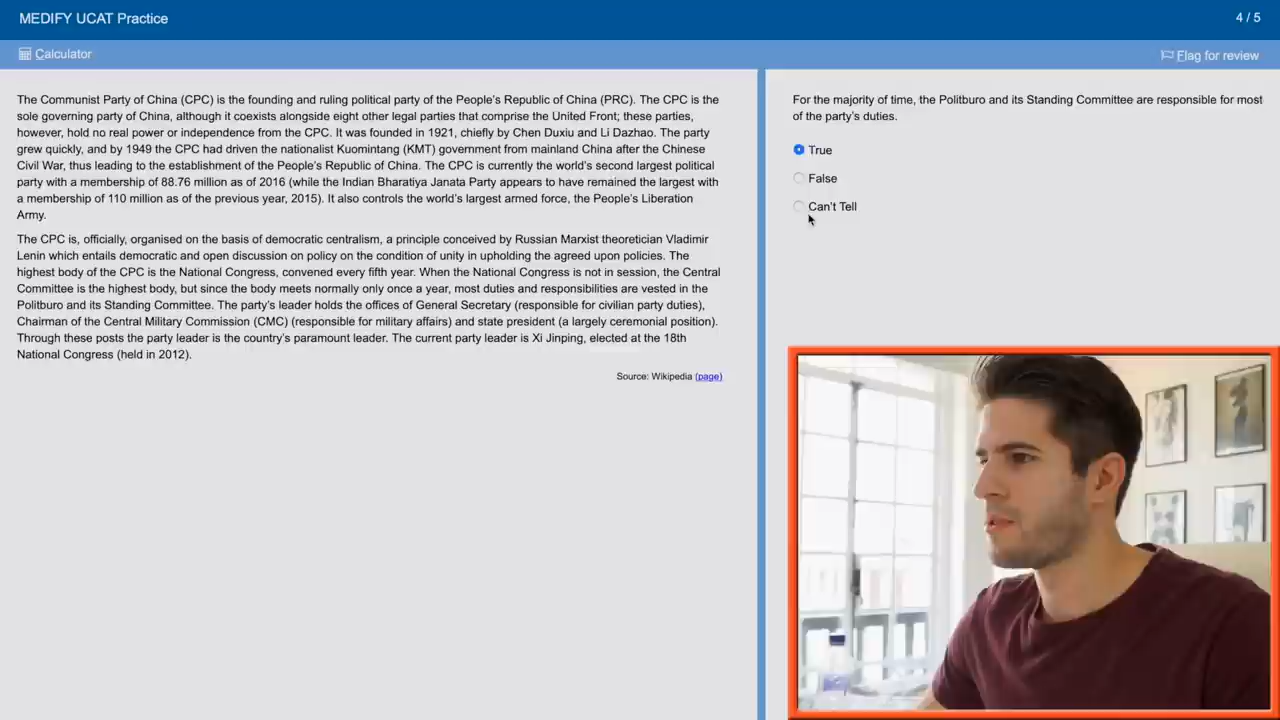 MEDIFY UCAT Practice
4 / 5
Calculator
Flag for review
The Communist Party of China (CPC) is the founding and ruling political party of the People's Republic of China (PRC). The CPC is the
sole governing party of China, although it coexists alongside eight other legal parties that comprise the United Front; these parties,
however, hold no real power or independence from the CPC. It was founded in 1921, chiefly by Chen Duxiu and Li Dazhao. The party
grew quickly, and by 1949 the CPC had driven the nationalist Kuomintang (KMT) government from mainland China after the Chinese
Civil War, thus leading to the establishment of the People's Republic of China. The CPC is currently the world's second largest political
party with a membership of 88.76 million as of 2016 (while the Indian Bharatiya Janata Party appears to have remained the largest with
a membership of 110 million as of the previous year, 2015). It also controls the world's largest armed force, the People's Liberation
Army.
The CPC is, officially, organised on the basis of democratic centralism, a principle conceived by Russian Marxist theoretician Vladimir
Lenin which entails democratic and open discussion on policy on the condition of unity in upholding the agreed upon policies. The
highest body of the CPC is the National Congress, convened every fifth year. When the National Congress is not in session, the Central
Committee is the highest body, but since the body meets normally only once a year, most duties and responsibilities are vested in the
Politburo and its Standing Committee. The party's leader holds the offices of General Secretary (responsible for civilian party duties),
Chairman of the Central Military Commission (CMC) (responsible for military affairs) and state president (a largely ceremonial position).
Through these posts the party leader is the country's paramount leader. The current party leader is Xi Jinping, elected at the 18th
National Congress (held in 2012).
Source: Wikipedia (page)
For the majority of time, the Politburo and its Standing Committee are responsible for most
of the party's duties.
True
False
Can't Tell